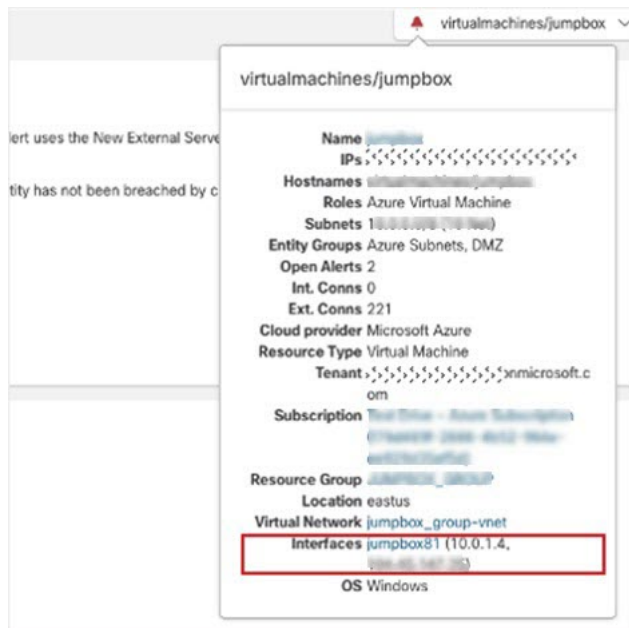 virtualmachines/jumpbox
virtualmachines/jumpbox
lert uses the New External Serve
tity has not been breached by c
Name
IPs
Hostnames
Roles Azure Virtual Machine
Subnets
Entity Groups Azure Subnets, DMZ
Open Alerts 2
Int. Conns 0
Ext. Conns 221
Cloud provider Microsoft Azure
Resource Type Virtual Machine
Tenant onmicrosoft.c
om
Subscription
Resource Group
Location eastus
Virtual Network jumpbox_group-vnet
Interfaces jumpbox81 (10.0.1.4,
OS Windows